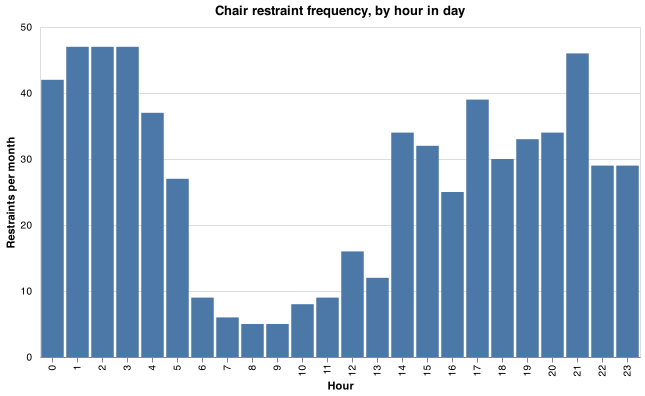 Chair restraint frequency, by hour in day
50
40
30
20
10
0
Restraints per month
0 1 2 3 4 5 6 7 8 9 10 11 12 13 14 15 16 17 18 19 20 21 22 23
Hour